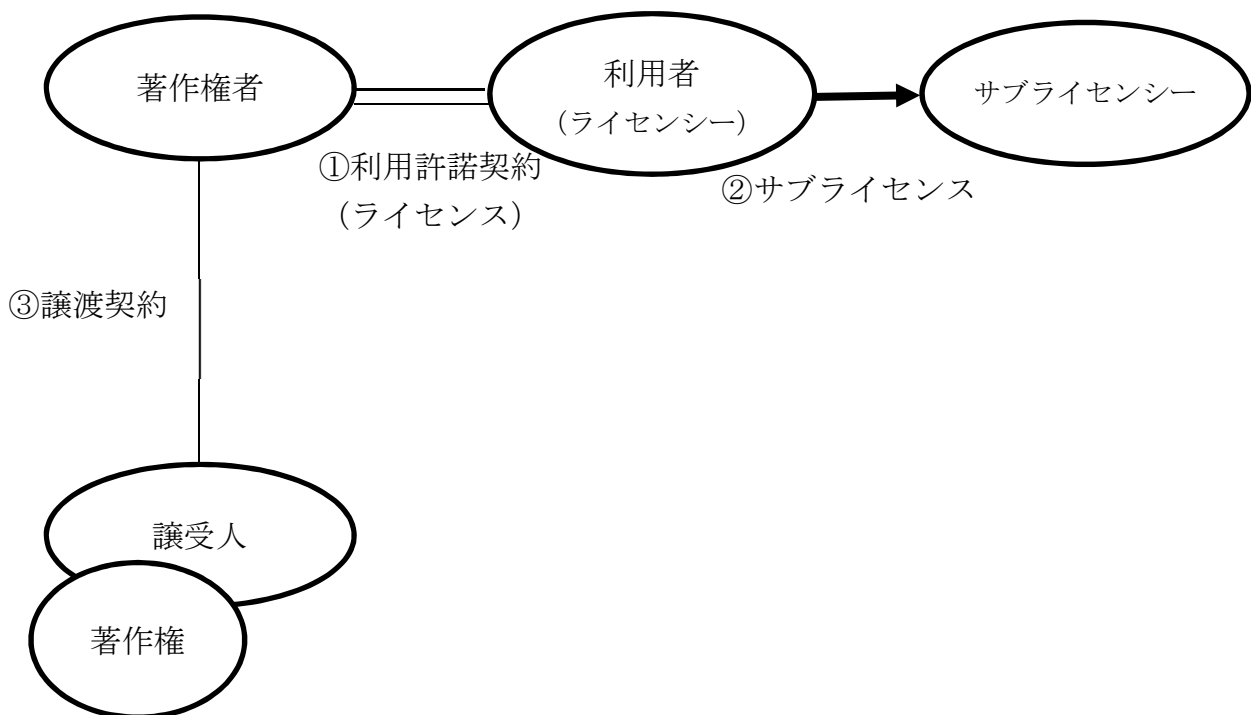 著作権者
利用者
(ライセンシー)
サブライセンシー
①利用許諾契約
(ライセンス)
②サブライセンス
③譲渡契約
譲受人
著作権